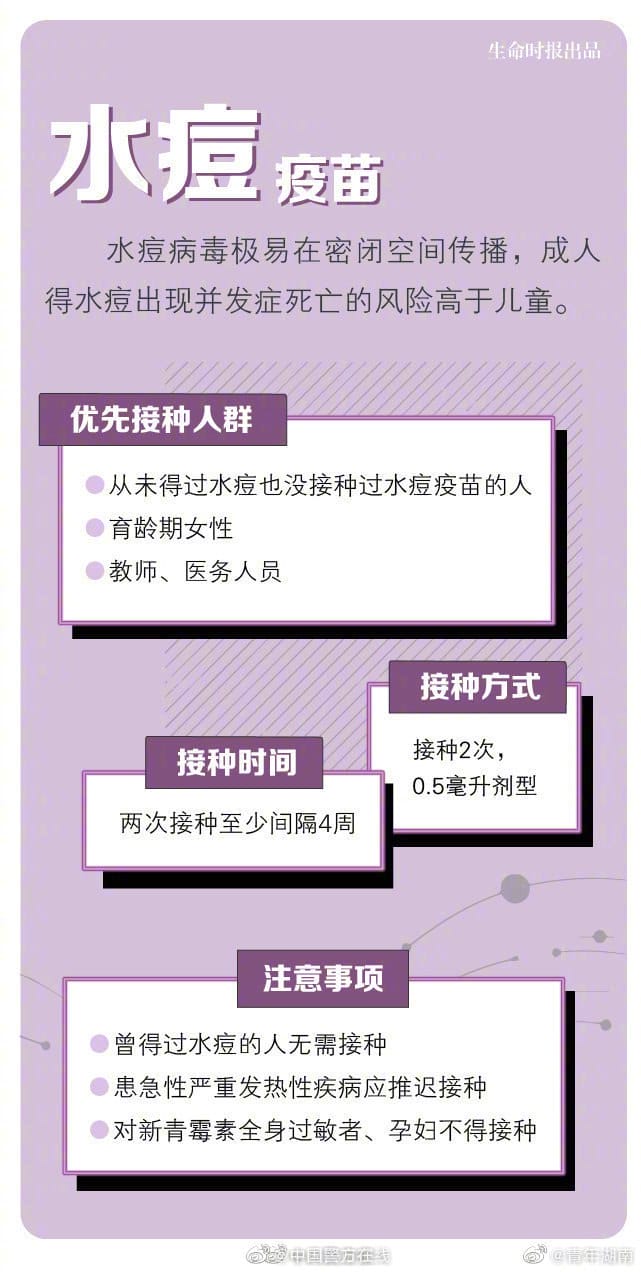 生命时报出品
水痘 疫苗
水痘病毒极易在密闭空间传播，成人
得水痘出现并发症死亡的风险高于儿童。
优先接种人群
从未得过水痘也没接种过水痘疫苗的人
育龄期女性
教师、医务人员
接种方式
接种2次，
0.5毫升剂型
接种时间
两次接种至少间隔4周
注意事项
曾得过水痘的人无需接种
患急性严重发热性疾病应推迟接种
对新青霉素全身过敏者、孕妇不得接种
@中国警方在线
@青年湖南